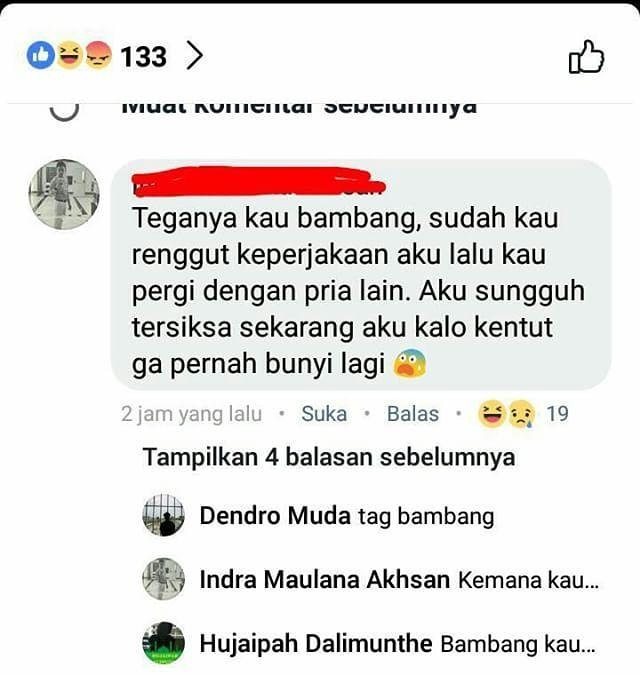 133
Muat komentar sebelumnya
Teganya kau bambang, sudah kau
renggut keperjakaan aku lalu kau
pergi dengan pria lain. Aku sungguh
tersiksa sekarang aku kalo kentut
ga pernah bunyi lagi
2 jam yang lalu • Suka • Balas • 19
Tampilkan 4 balasan sebelumnya
Dendro Muda tag bambang
Indra Maulana Akhsan Kemana kau...
Hujaipah Dalimunthe Bambang kau...